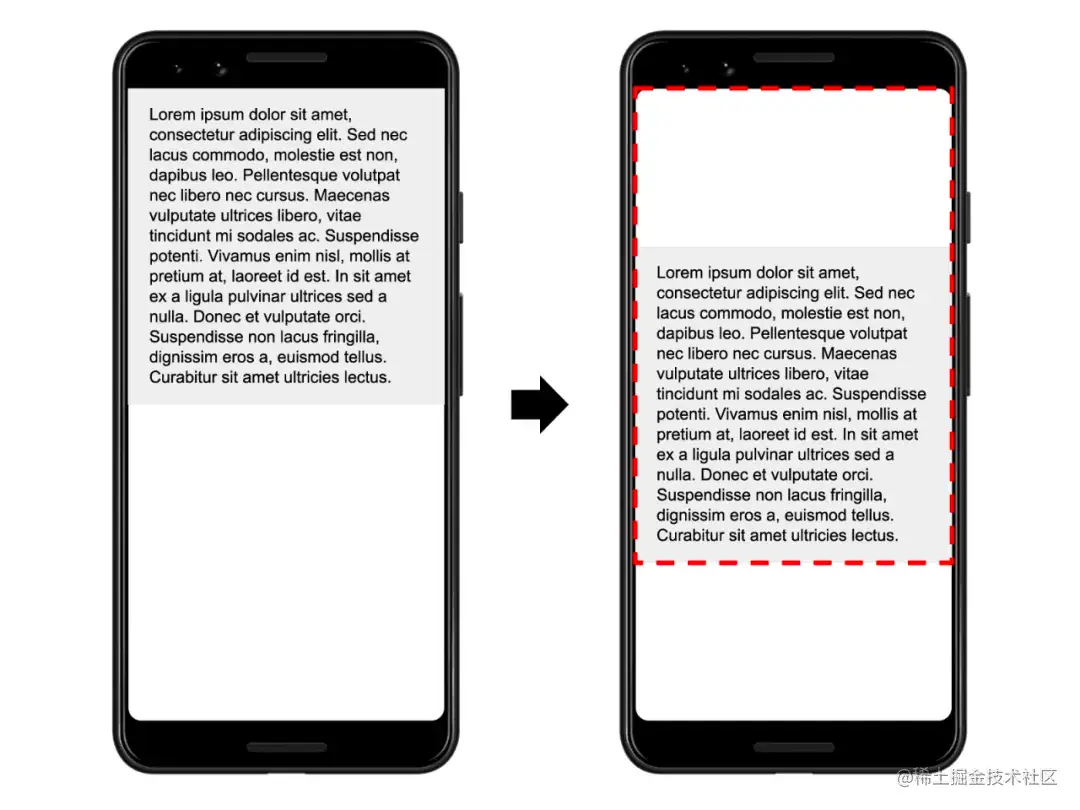 Lorem ipsum dolor sit amet,
consectetur adipiscing elit. Sed nec
lacus commodo, molestie est non,
dapibus leo. Pellentesque volutpat
nec libero nec cursus. Maecenas
vulputate ultrices libero, vitae
tincidunt mi sodales ac. Suspendisse
potenti. Vivamus enim nisl, mollis at
pretium at, laoreet id est. In sit amet
ex a ligula pulvinar ultrices sed a
nulla. Donec et vulputate orci.
Suspendisse non lacus fringilla,
dignissim eros a, euismod tellus.
Curabitur sit amet ultricies lectus.
Lorem ipsum dolor sit amet,
consectetur adipiscing elit. Sed nec
lacus commodo, molestie est non,
dapibus leo. Pellentesque volutpat
nec libero nec cursus. Maecenas
vulputate ultrices libero, vitae
tincidunt mi sodales ac. Suspendisse
potenti. Vivamus enim nisl, mollis at
pretium at, laoreet id est. In sit amet
ex a ligula pulvinar ultrices sed a
nulla. Donec et vulputate orci.
Suspendisse non lacus fringilla,
dignissim eros a, euismod tellus.
Curabitur sit amet ultricies lectus.
@稀土掘金技术社区